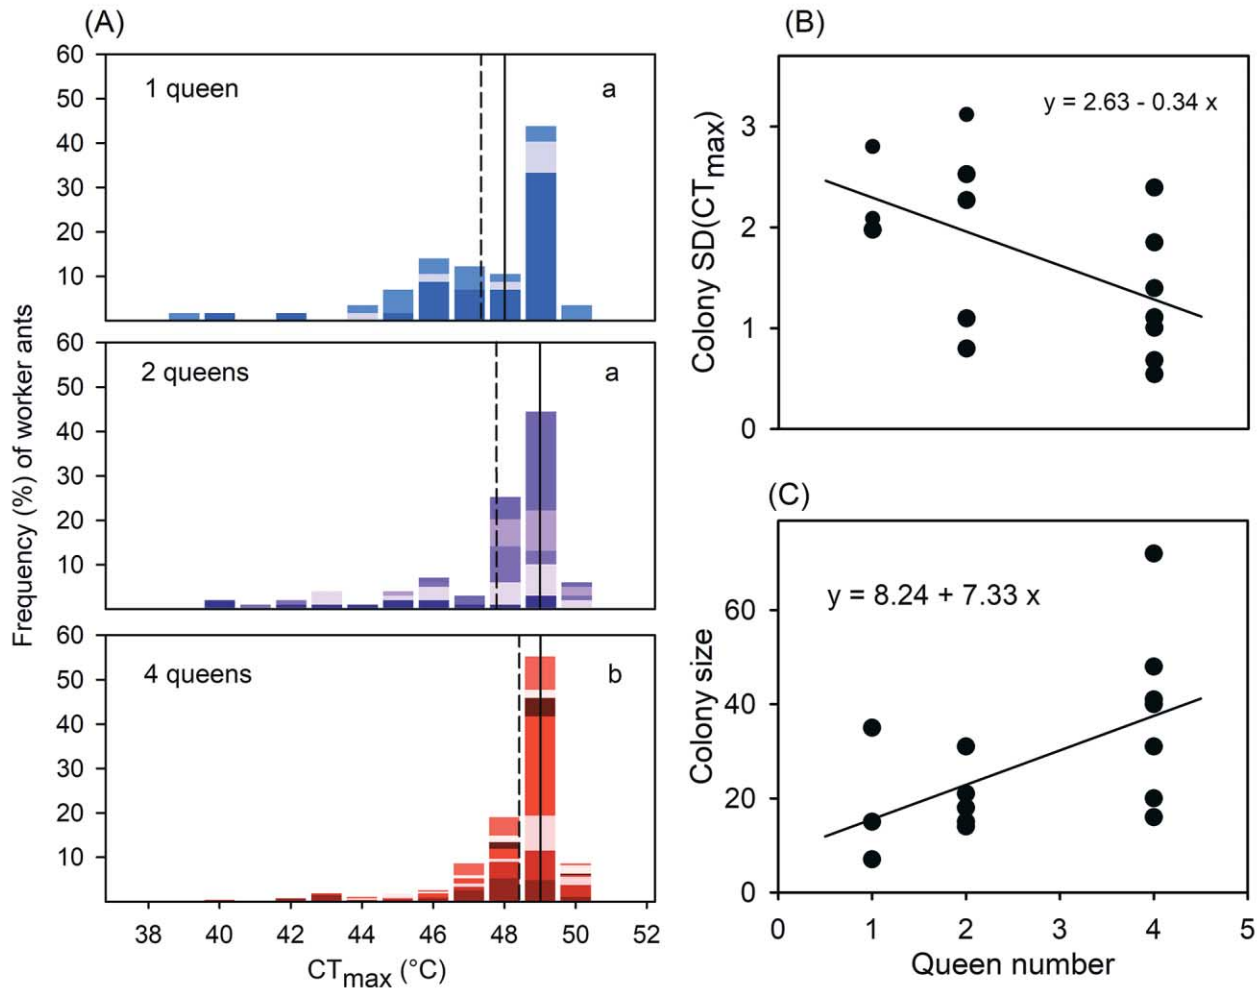 (A)
Frequency (%) of worker ants
60
50
40
30
20
10
1 queen
a
60
50
40
30
20
10
2 queens
a
60
50
40
30
20
10
4 queens
b
38 40 42 44 46 48 50 52
CTmax (°C)
(B)
Colony SD(CTmax)
3
2
1
0
y = 2.63 - 0.34 x
(C)
Colony size
60
40
20
0
y = 8.24 + 7.33 x
0 1 2 3 4 5
Queen number